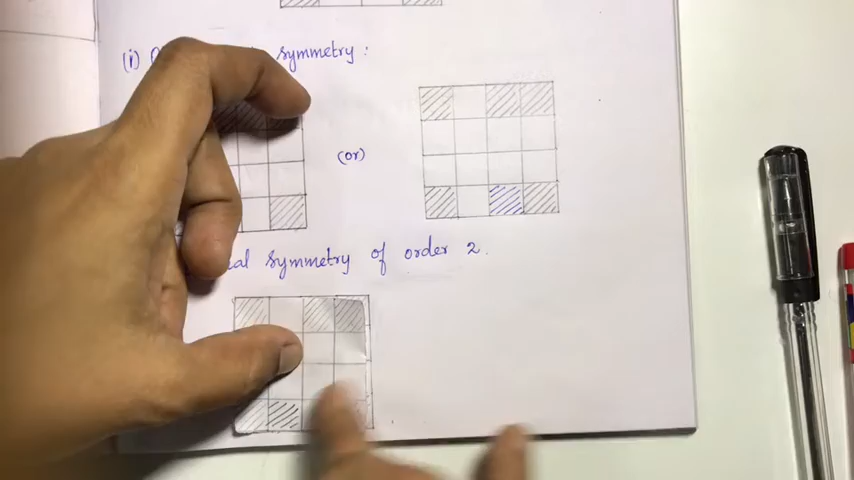 (i) symmetry :
(or)
symmetry of order 2.